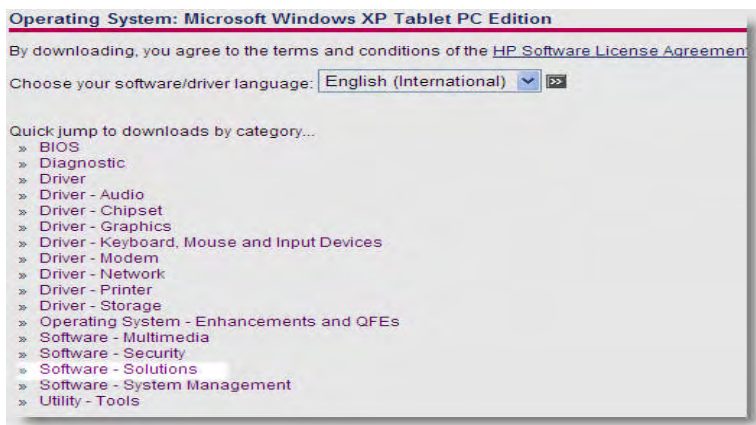 Operating System: Microsoft Windows XP Tablet PC Edition
By downloading, you agree to the terms and conditions of the HP Software License Agreement
Choose your software/driver language: English (International) >>
Quick jump to downloads by category...
» BIOS
» Diagnostic
» Driver
» Driver - Audio
» Driver - Chipset
» Driver - Graphics
» Driver - Keyboard, Mouse and Input Devices
» Driver - Modem
» Driver - Network
» Driver - Printer
» Driver - Storage
» Operating System - Enhancements and QFEs
» Software - Multimedia
» Software - Security
» Software - Solutions
» Software - System Management
» Utility - Tools